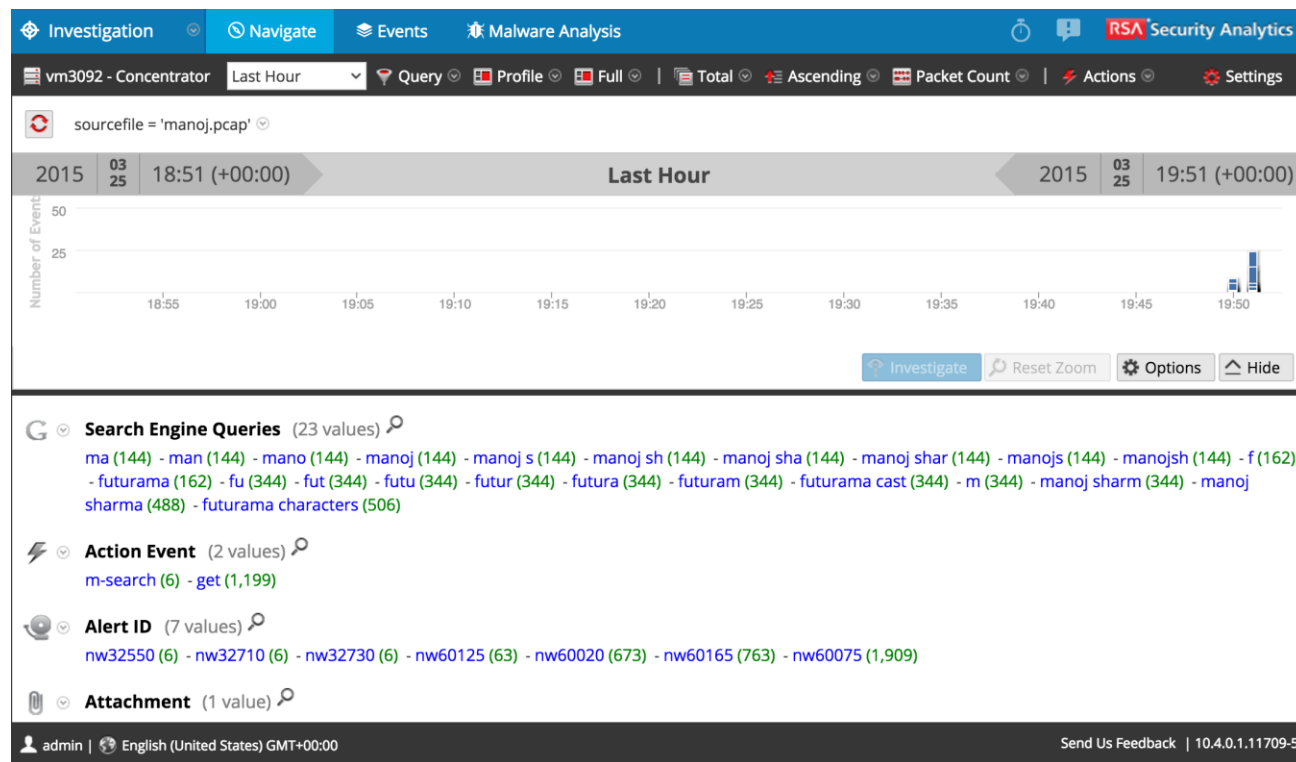 Investigation Navigate Events Malware Analysis RSA Security Analytics
vm3092 - Concentrator Last Hour Query Profile Full | Total Ascending Packet Count | Actions Settings
sourcefile = 'manoj.pcap'
2015 03 25 18:51 (+00:00) Last Hour 2015 03 25 19:51 (+00:00)
Number of Event
50
25
18:55 19:00 19:05 19:10 19:15 19:20 19:25 19:30 19:35 19:40 19:45 19:50
Investigate Reset Zoom Options Hide
Search Engine Queries (23 values)
ma (144) - man (144) - mano (144) - manoj (144) - manoj s (144) - manoj sh (144) - manoj sha (144) - manoj shar (144) - manojs (144) - manojsh (144) - f (162)
- futurama (162) - fu (344) - fut (344) - futu (344) - futur (344) - futura (344) - futuram (344) - futurama cast (344) - m (344) - manoj sharm (344) - manoj
sharma (488) - futurama characters (506)
Action Event (2 values)
m-search (6) - get (1,199)
Alert ID (7 values)
nw32550 (6) - nw32710 (6) - nw32730 (6) - nw60125 (63) - nw60020 (673) - nw60165 (763) - nw60075 (1,909)
Attachment (1 value)
admin | English (United States) GMT+00:00 Send Us Feedback | 10.4.0.1.11709-5